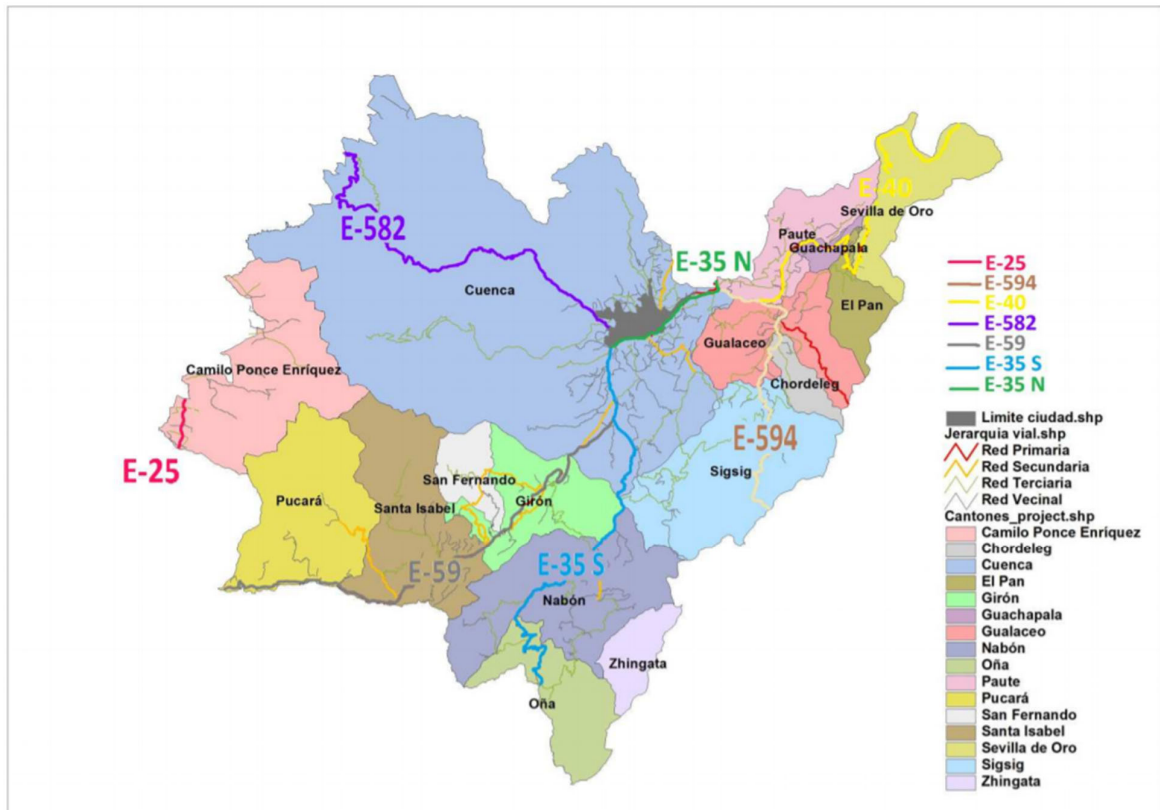 E-40
Sevilla de Oro
E-582
Paute
Guachapala
E-35 N
Cuenca
El Pan
Gualaceo
Camilo Ponce Enríquez
Chordeleg
E-594
E-25
Sigsig
San Fernando
Pucará
Girón
Santa Isabel
E-59
E-35 S
Nabón
Zhingata
Oña
E-25
E-594
E-40
E-582
E-59
E-35 S
E-35 N
Limite ciudad.shp
Jerarquia vial.shp
Red Primaria
Red Secundaria
Red Terciaria
Red Vecinal
Cantones_project.shp
Camilo Ponce Enríquez
Chordeleg
Cuenca
El Pan
Girón
Guachapala
Gualaceo
Nabón
Oña
Paute
Pucará
San Fernando
Santa Isabel
Sevilla de Oro
Sigsig
Zhingata